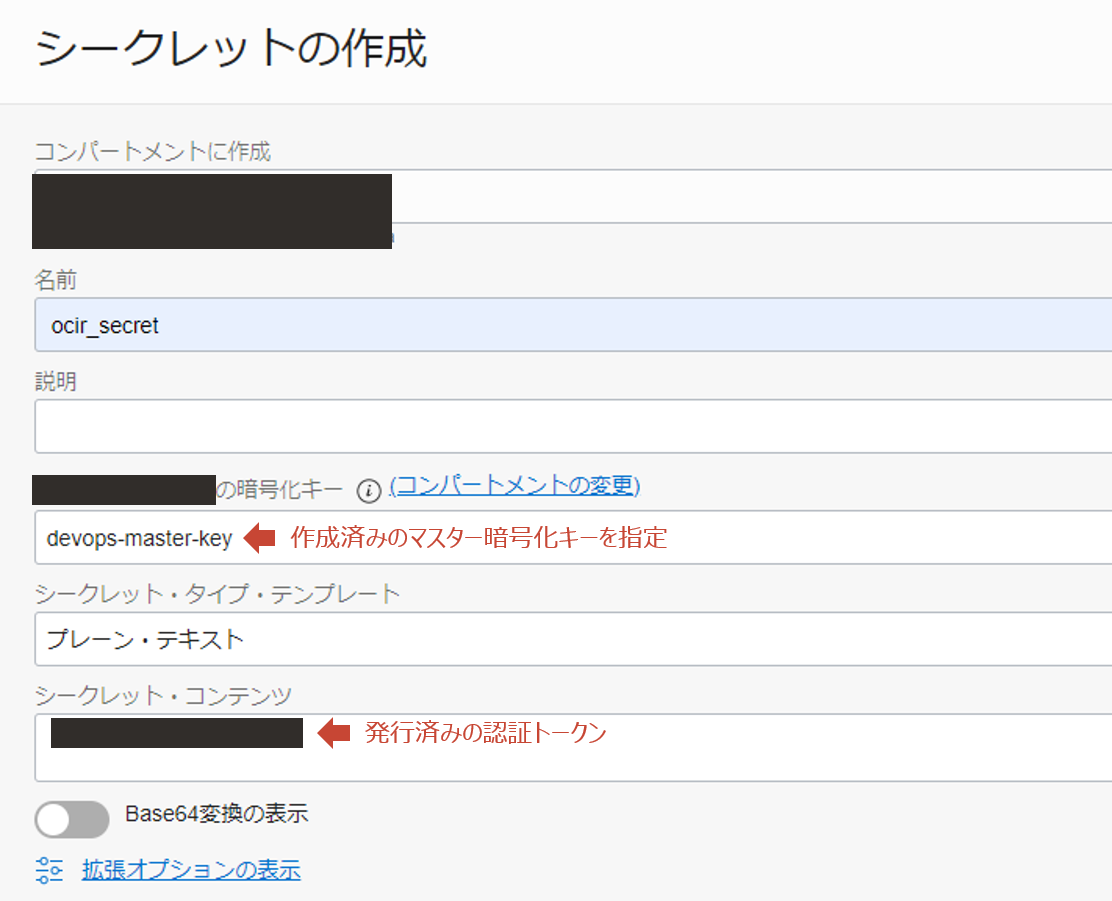 シークレットの作成
コンパートメントに作成
名前
ocir_secret
説明
の暗号化キー (コンパートメントの変更)
devops-master-key 作成済みのマスター暗号化キーを指定
シークレット・タイプ・テンプレート
プレーン・テキスト
シークレット・コンテンツ
発行済みの認証トークン
Base64変換の表示
拡張オプションの表示